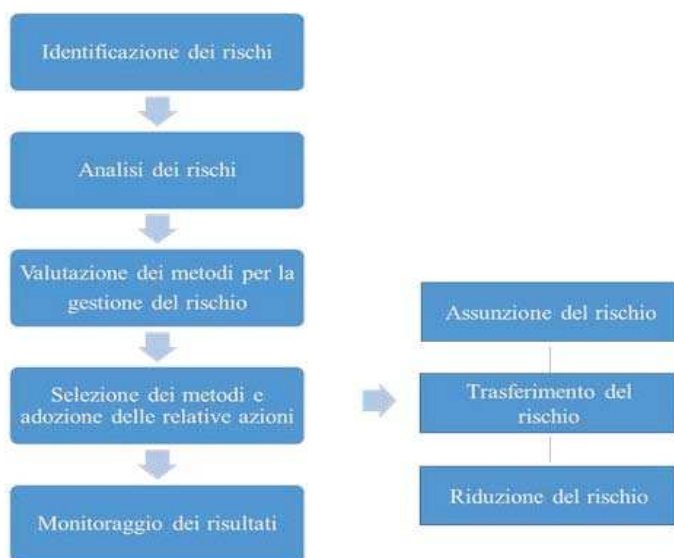 Identificazione dei rischi
Analisi dei rischi
Valutazione dei metodi per la
gestione del rischio
Selezione dei metodi e
adozione delle relative azioni
Monitoraggio dei risultati
Assunzione del rischio
Trasferimento del
rischio
Riduzione del rischio